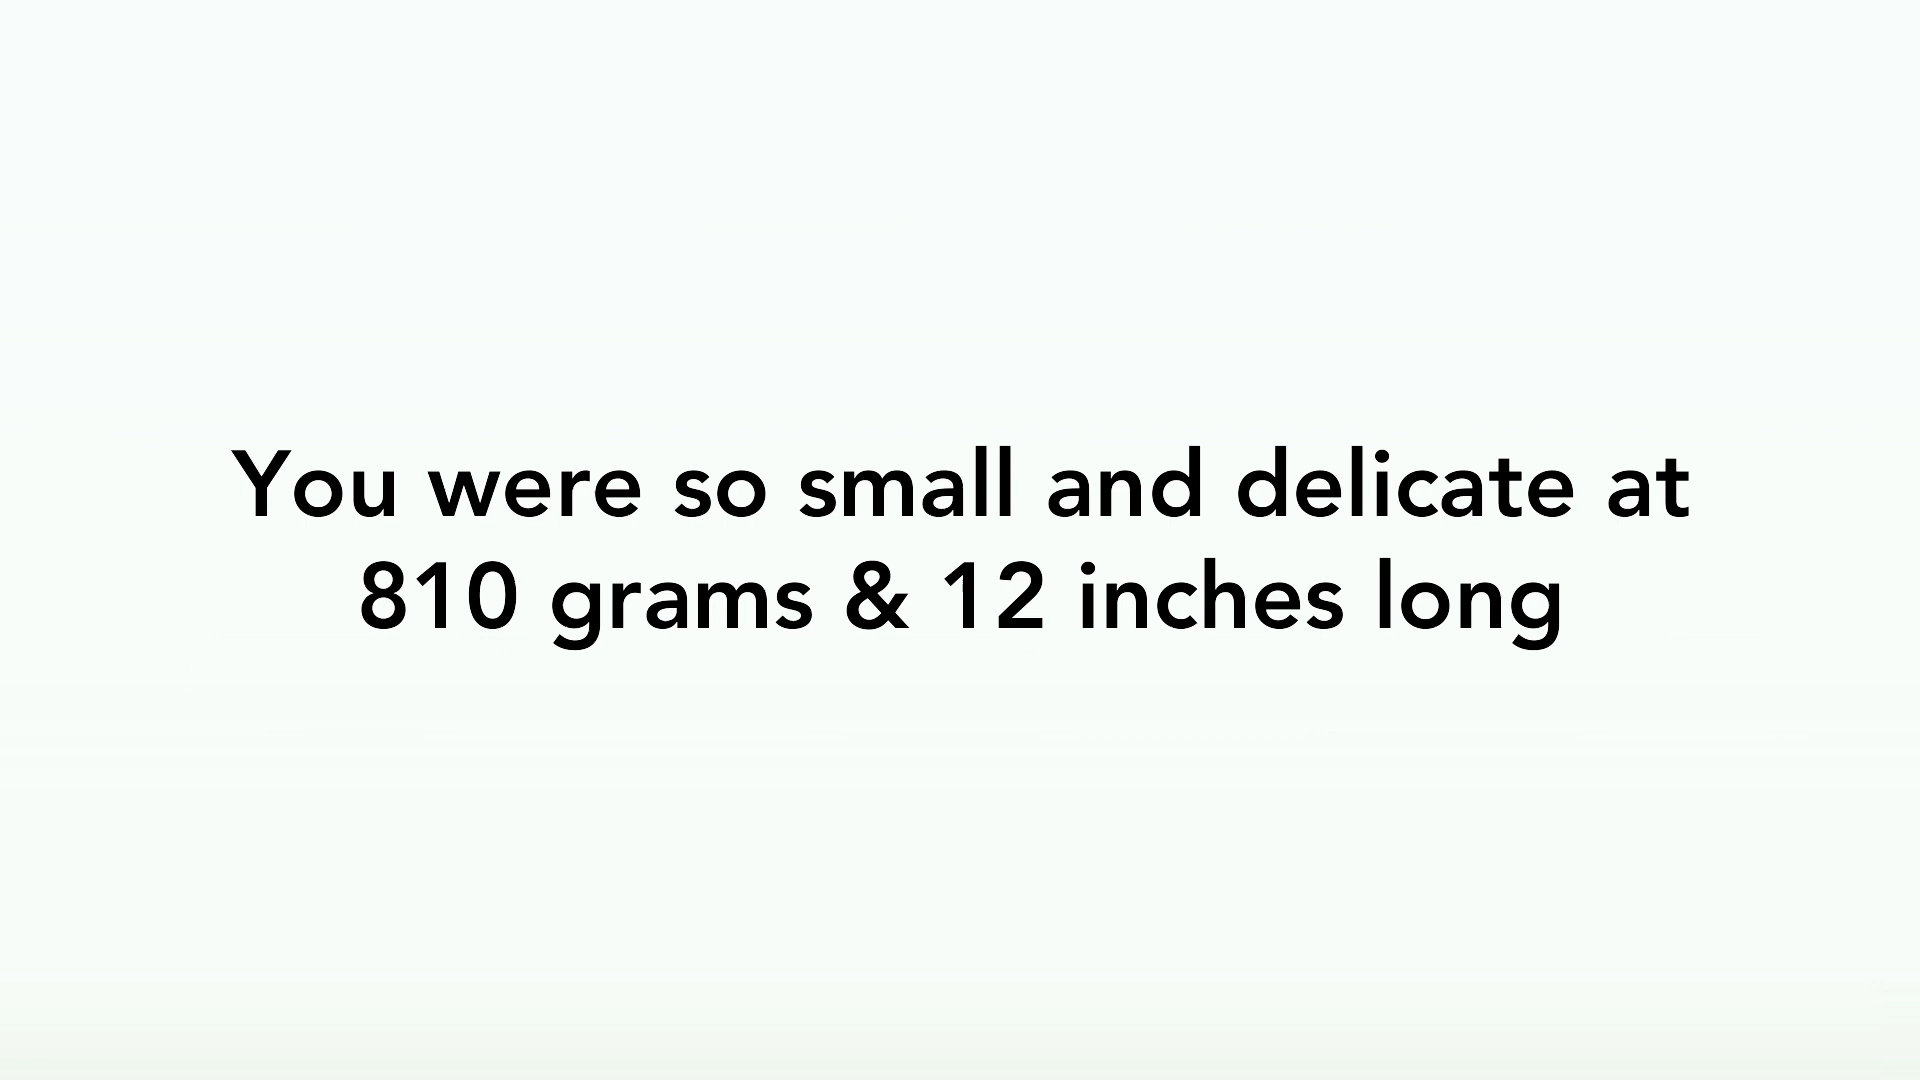 You were so small and delicate at
810 grams & 12 inches long